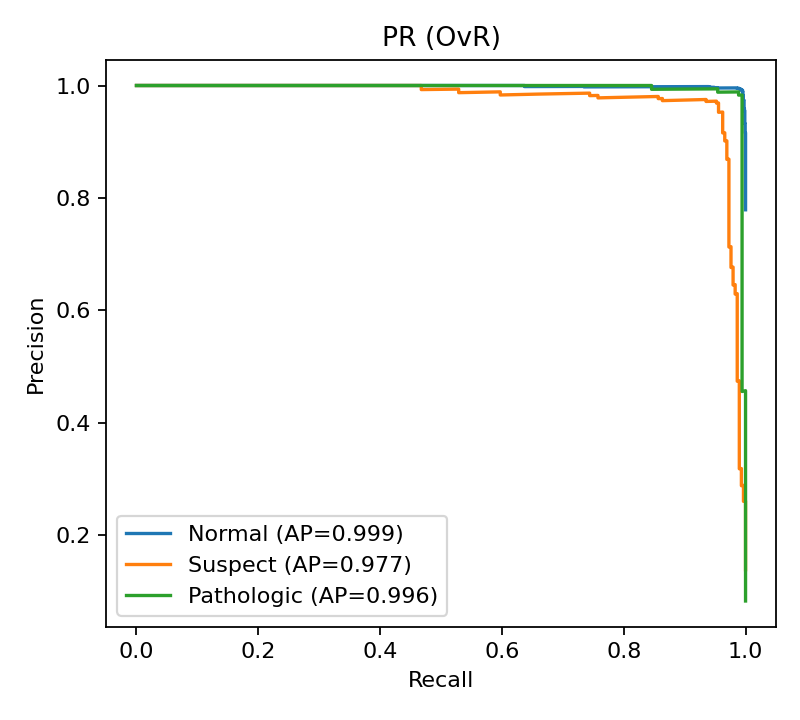 PR (OvR)
1.0
0.8
0.6
0.4
0.2
Precision
Normal (AP=0.999)
Suspect (AP=0.977)
Pathologic (AP=0.996)
0.0 0.2 0.4 0.6 0.8 1.0
Recall